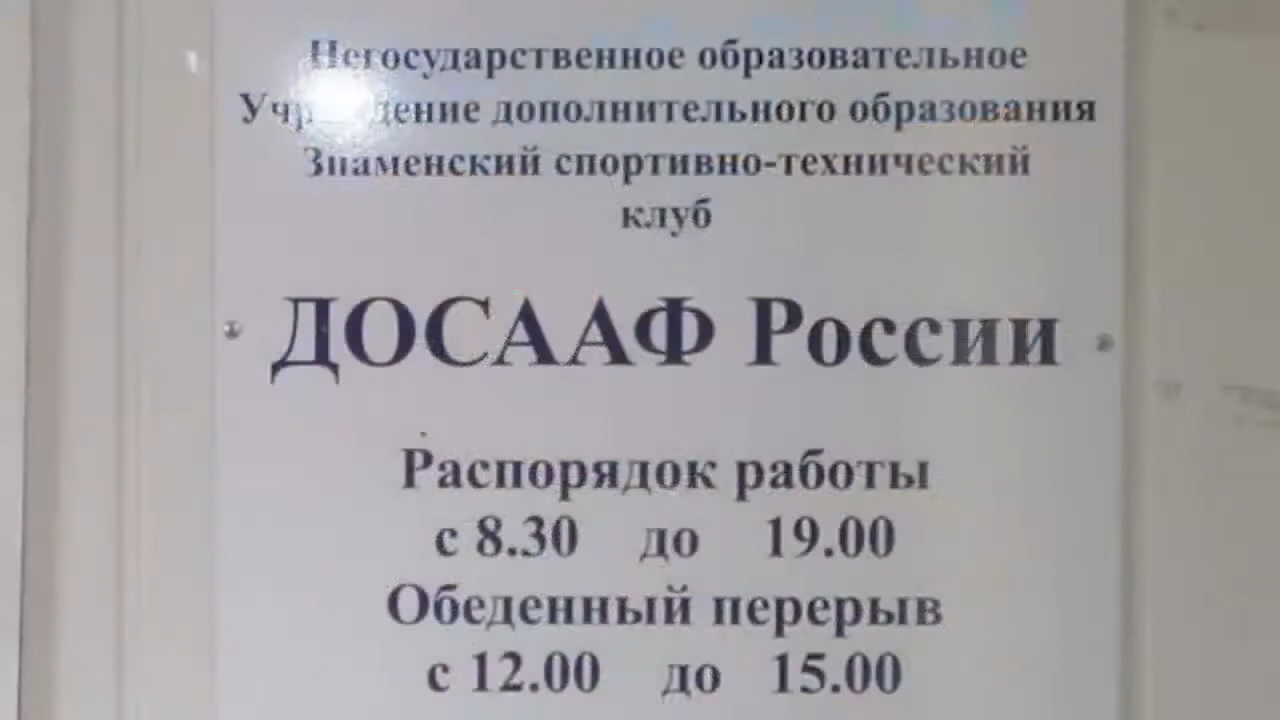 Негосударственное образовательное
Учреждение дополнительного образования
Знаменский спортивно-технический
клуб
ДОСААФ России
Распорядок работы
с 8.30 до 19.00
Обеденный перерыв
с 12.00 до 15.00